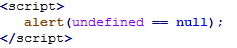 <script>
alert(undefined == null);
</script>